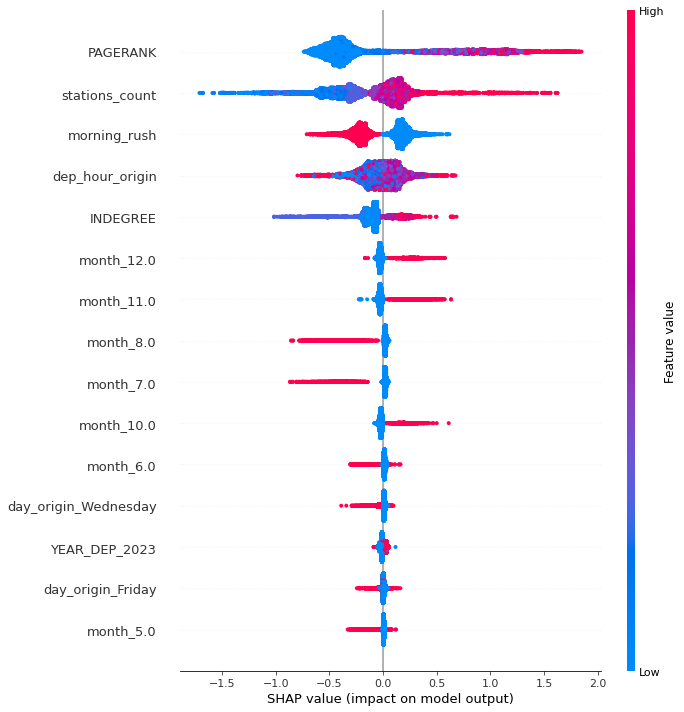 High
PAGERANK
stations_count
morning_rush
dep_hour_origin
INDEGREE
month_12.0
month_11.0
month_8.0
month_7.0
month_10.0
month_6.0
day_origin_Wednesday
YEAR_DEP_2023
day_origin_Friday
month_5.0
Feature value
Low
−1.5 −1.0 −0.5 0.0 0.5 1.0 1.5 2.0
SHAP value (impact on model output)